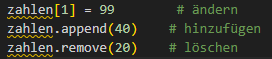 zahlen[1] = 99         # ändern
zahlen.append(40)    # hinzufügen
zahlen.remove(20)    # löschen